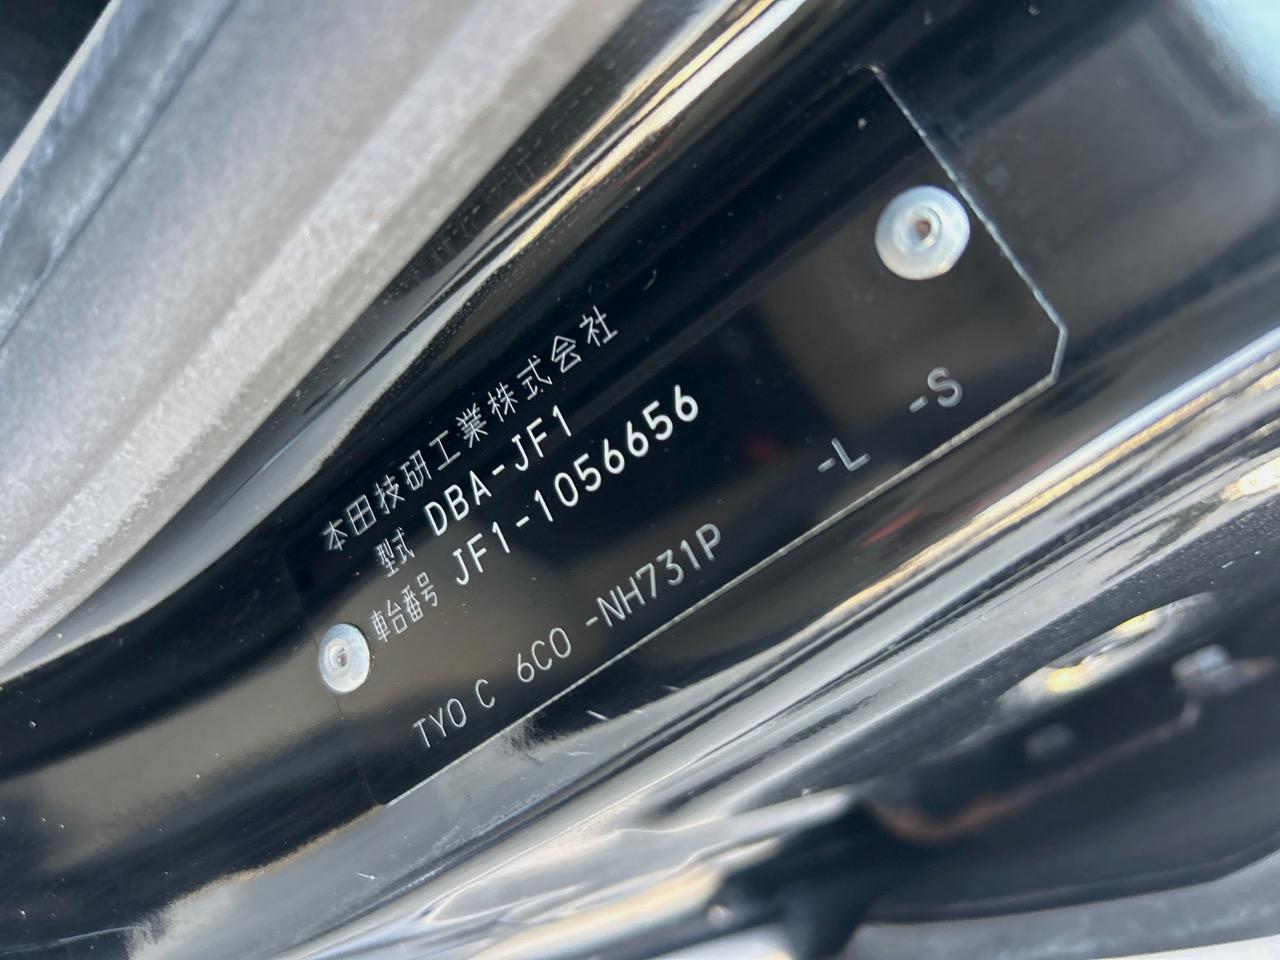 本田技研工業株式会社
型式 DBA-JF1
車台番号 JF1-1056656
TYO C 6C0 -NH731P -L -S